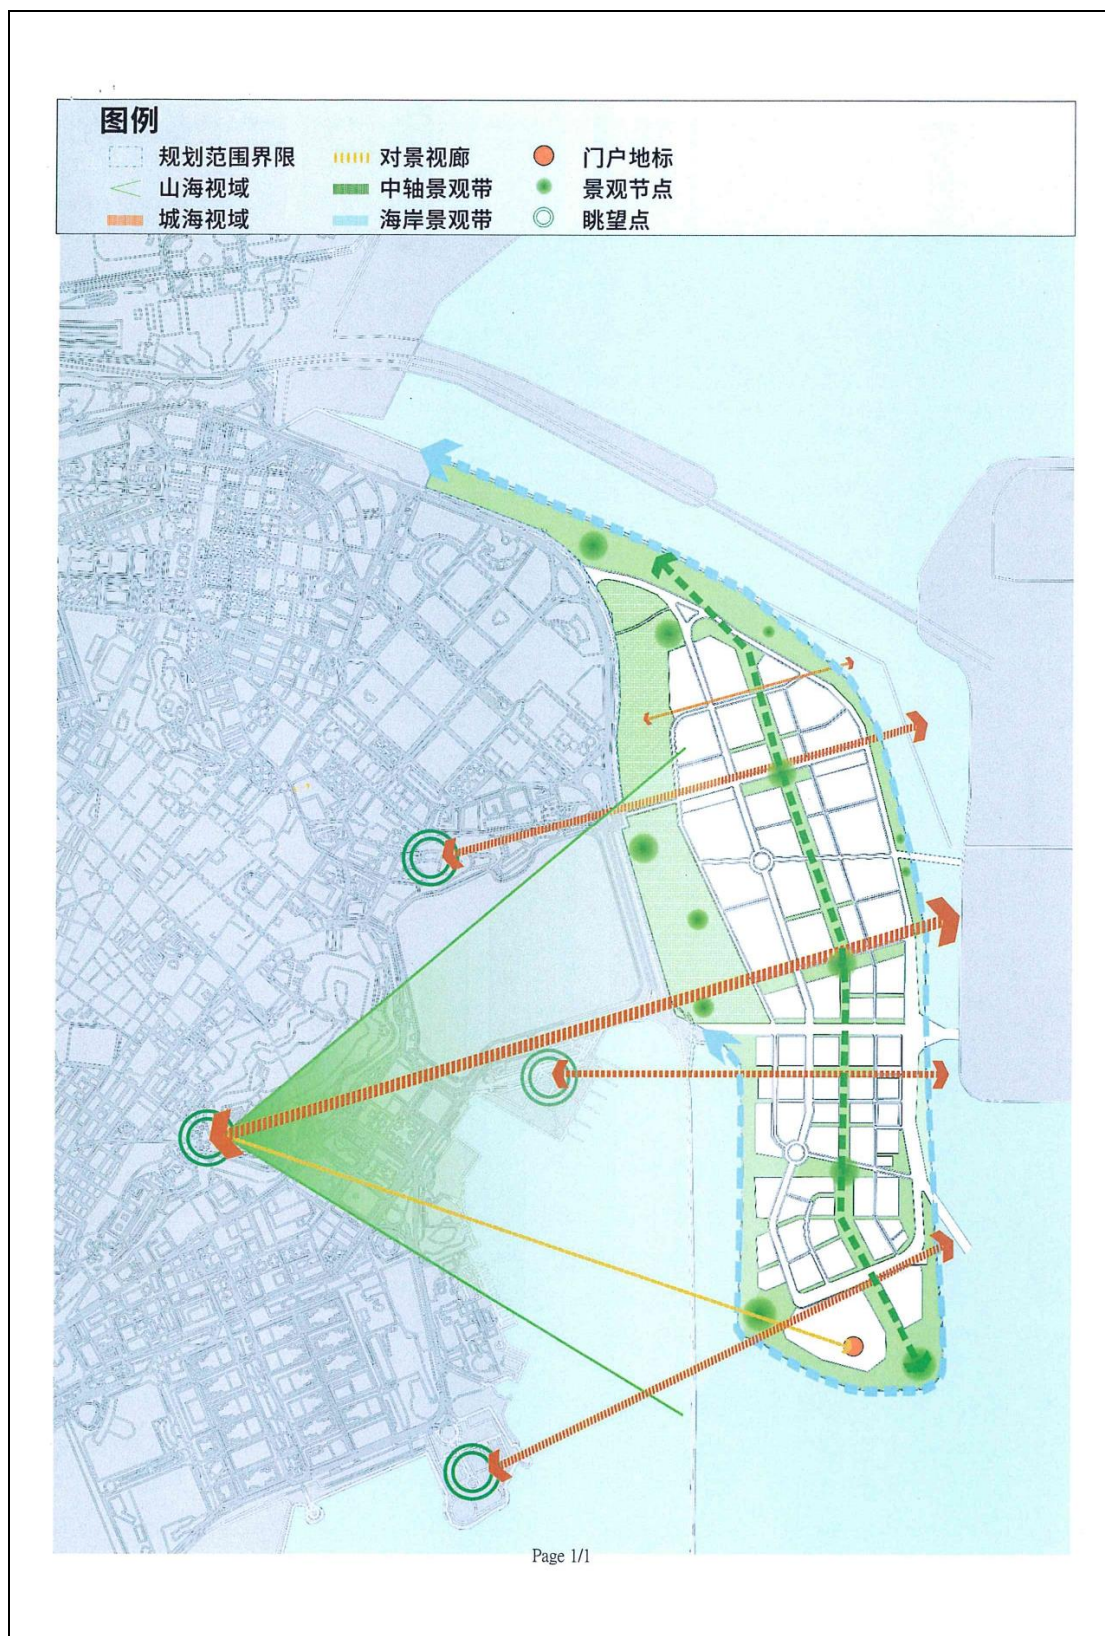 图例
规划范围界限 对景视廊 门户地标
山海视域 中轴景观带 景观节点
城海视域 海岸景观带 眺望点
Page 1/1